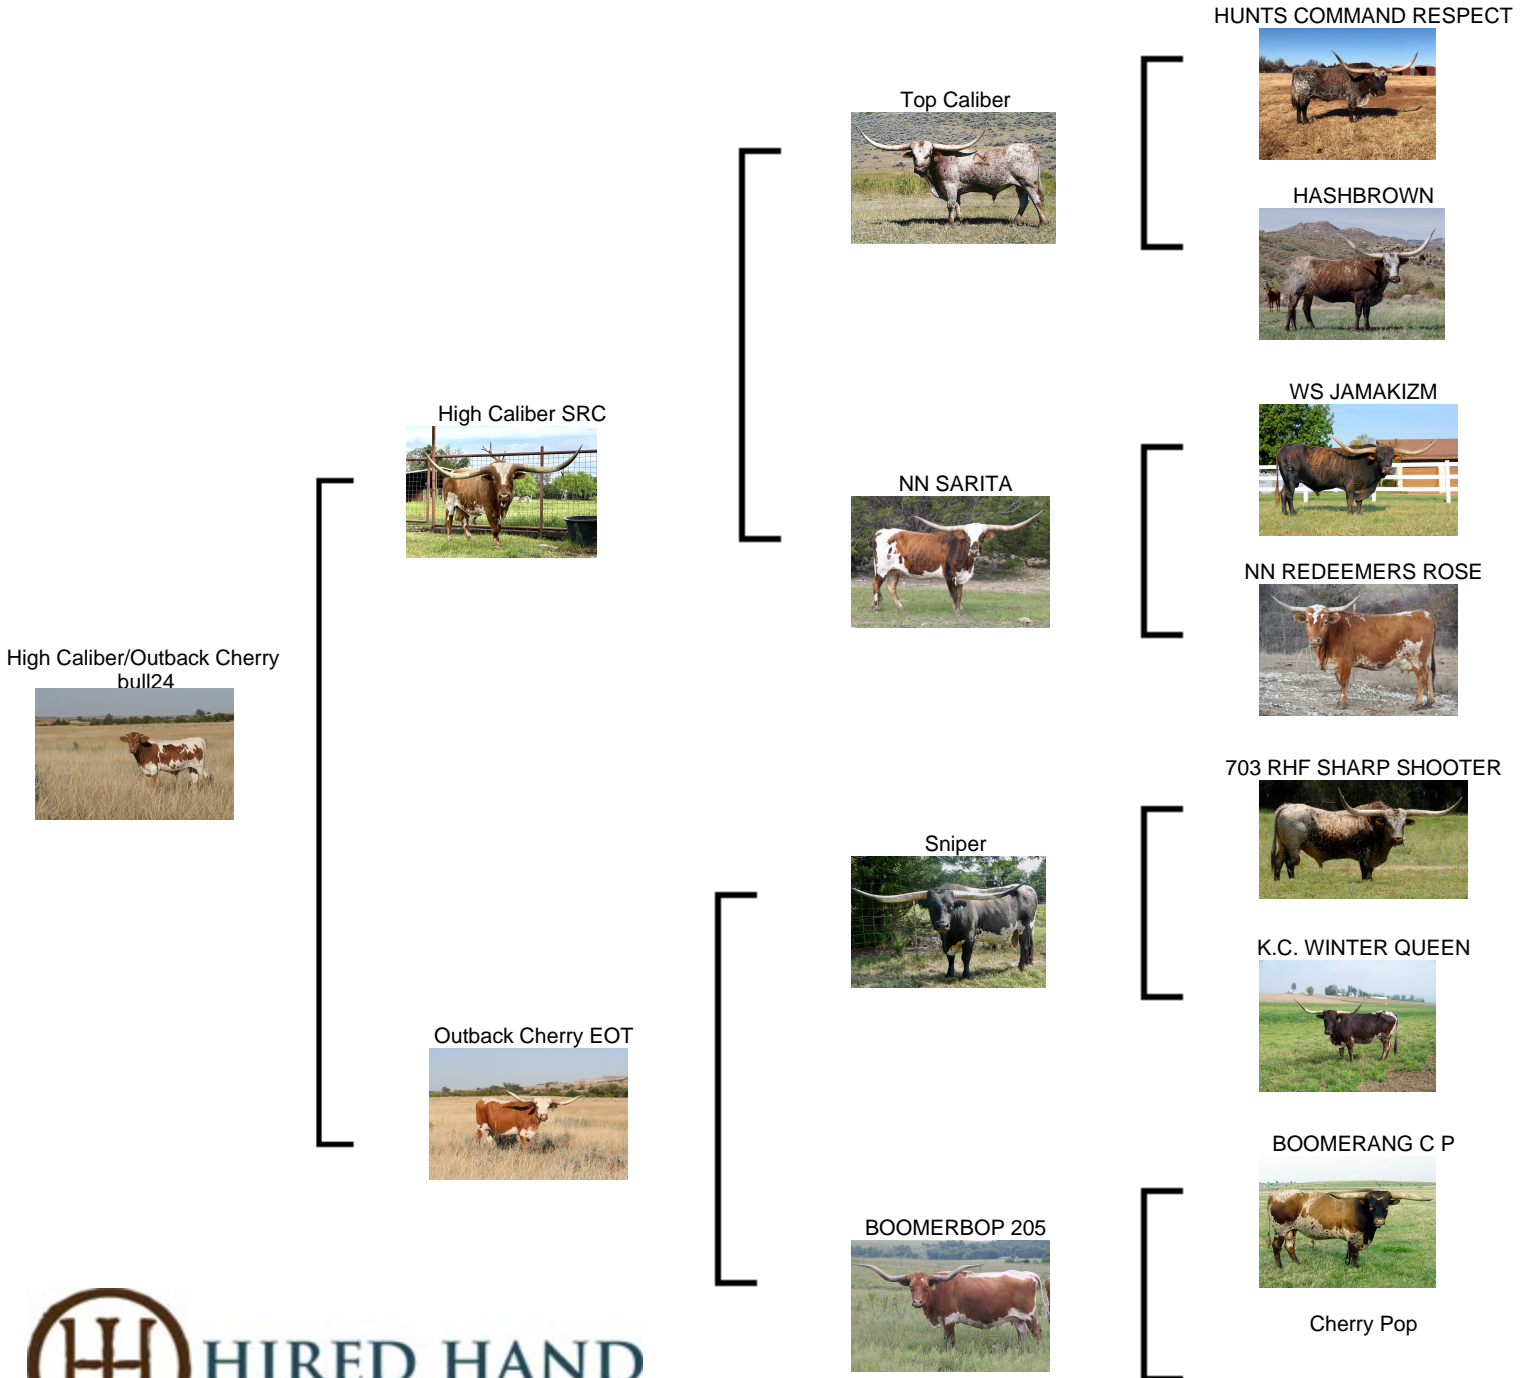 HUNTS COMMAND RESPECT
Top Caliber
HASHBROWN
WS JAMAKIZM
High Caliber SRC
NN SARITA
NN REDEEMERS ROSE
High Caliber/Outback Cherry
bull24
703 RHF SHARP SHOOTER
Sniper
K.C. WINTER QUEEN
Outback Cherry EOT
BOOMERANG C P
BOOMERBOP 205
Cherry Pop
HIRED HAND